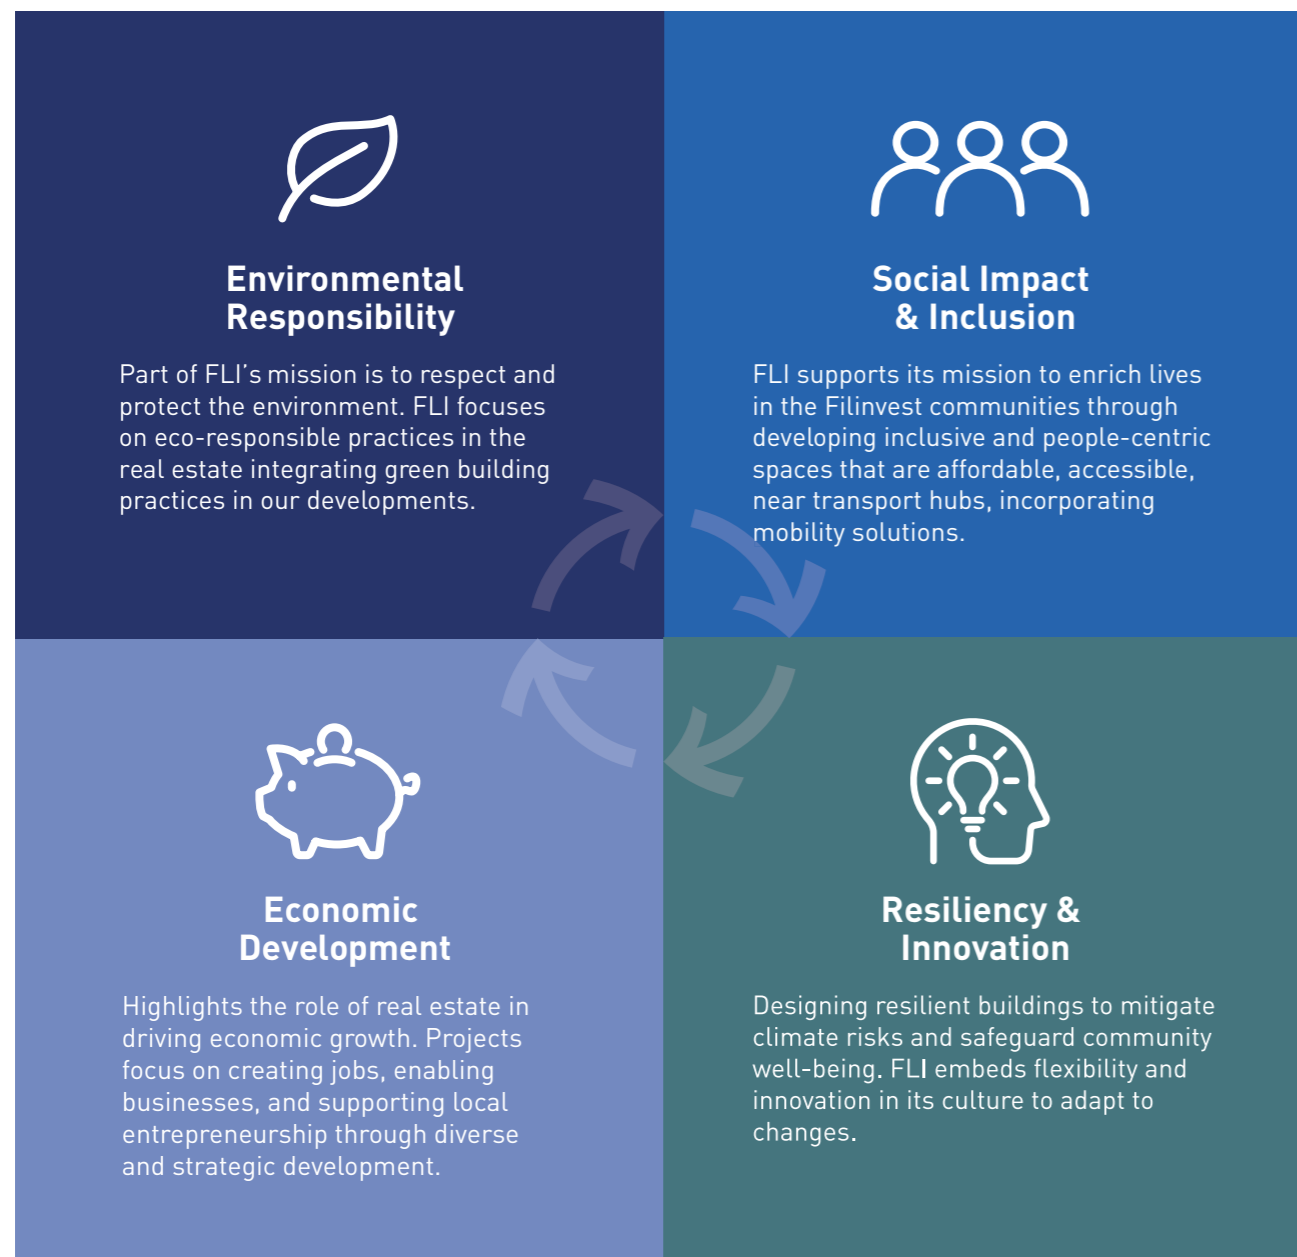 Environmental
Responsibility
Part of FLI's mission is to respect and
protect the environment. FLI focuses
on eco-responsible practices in the
real estate integrating green building
practices in our developments.
Social Impact
& Inclusion
FLI supports its mission to enrich lives
in the Filinvest communities through
developing inclusive and people-centric
spaces that are affordable, accessible,
near transport hubs, incorporating
mobility solutions.
Economic
Development
Highlights the role of real estate in
driving economic growth. Projects
focus on creating jobs, enabling
businesses, and supporting local
entrepreneurship through diverse
and strategic development.
Resiliency &
Innovation
Designing resilient buildings to mitigate
climate risks and safeguard community
well-being. FLI embeds flexibility and
innovation in its culture to adapt to
changes.